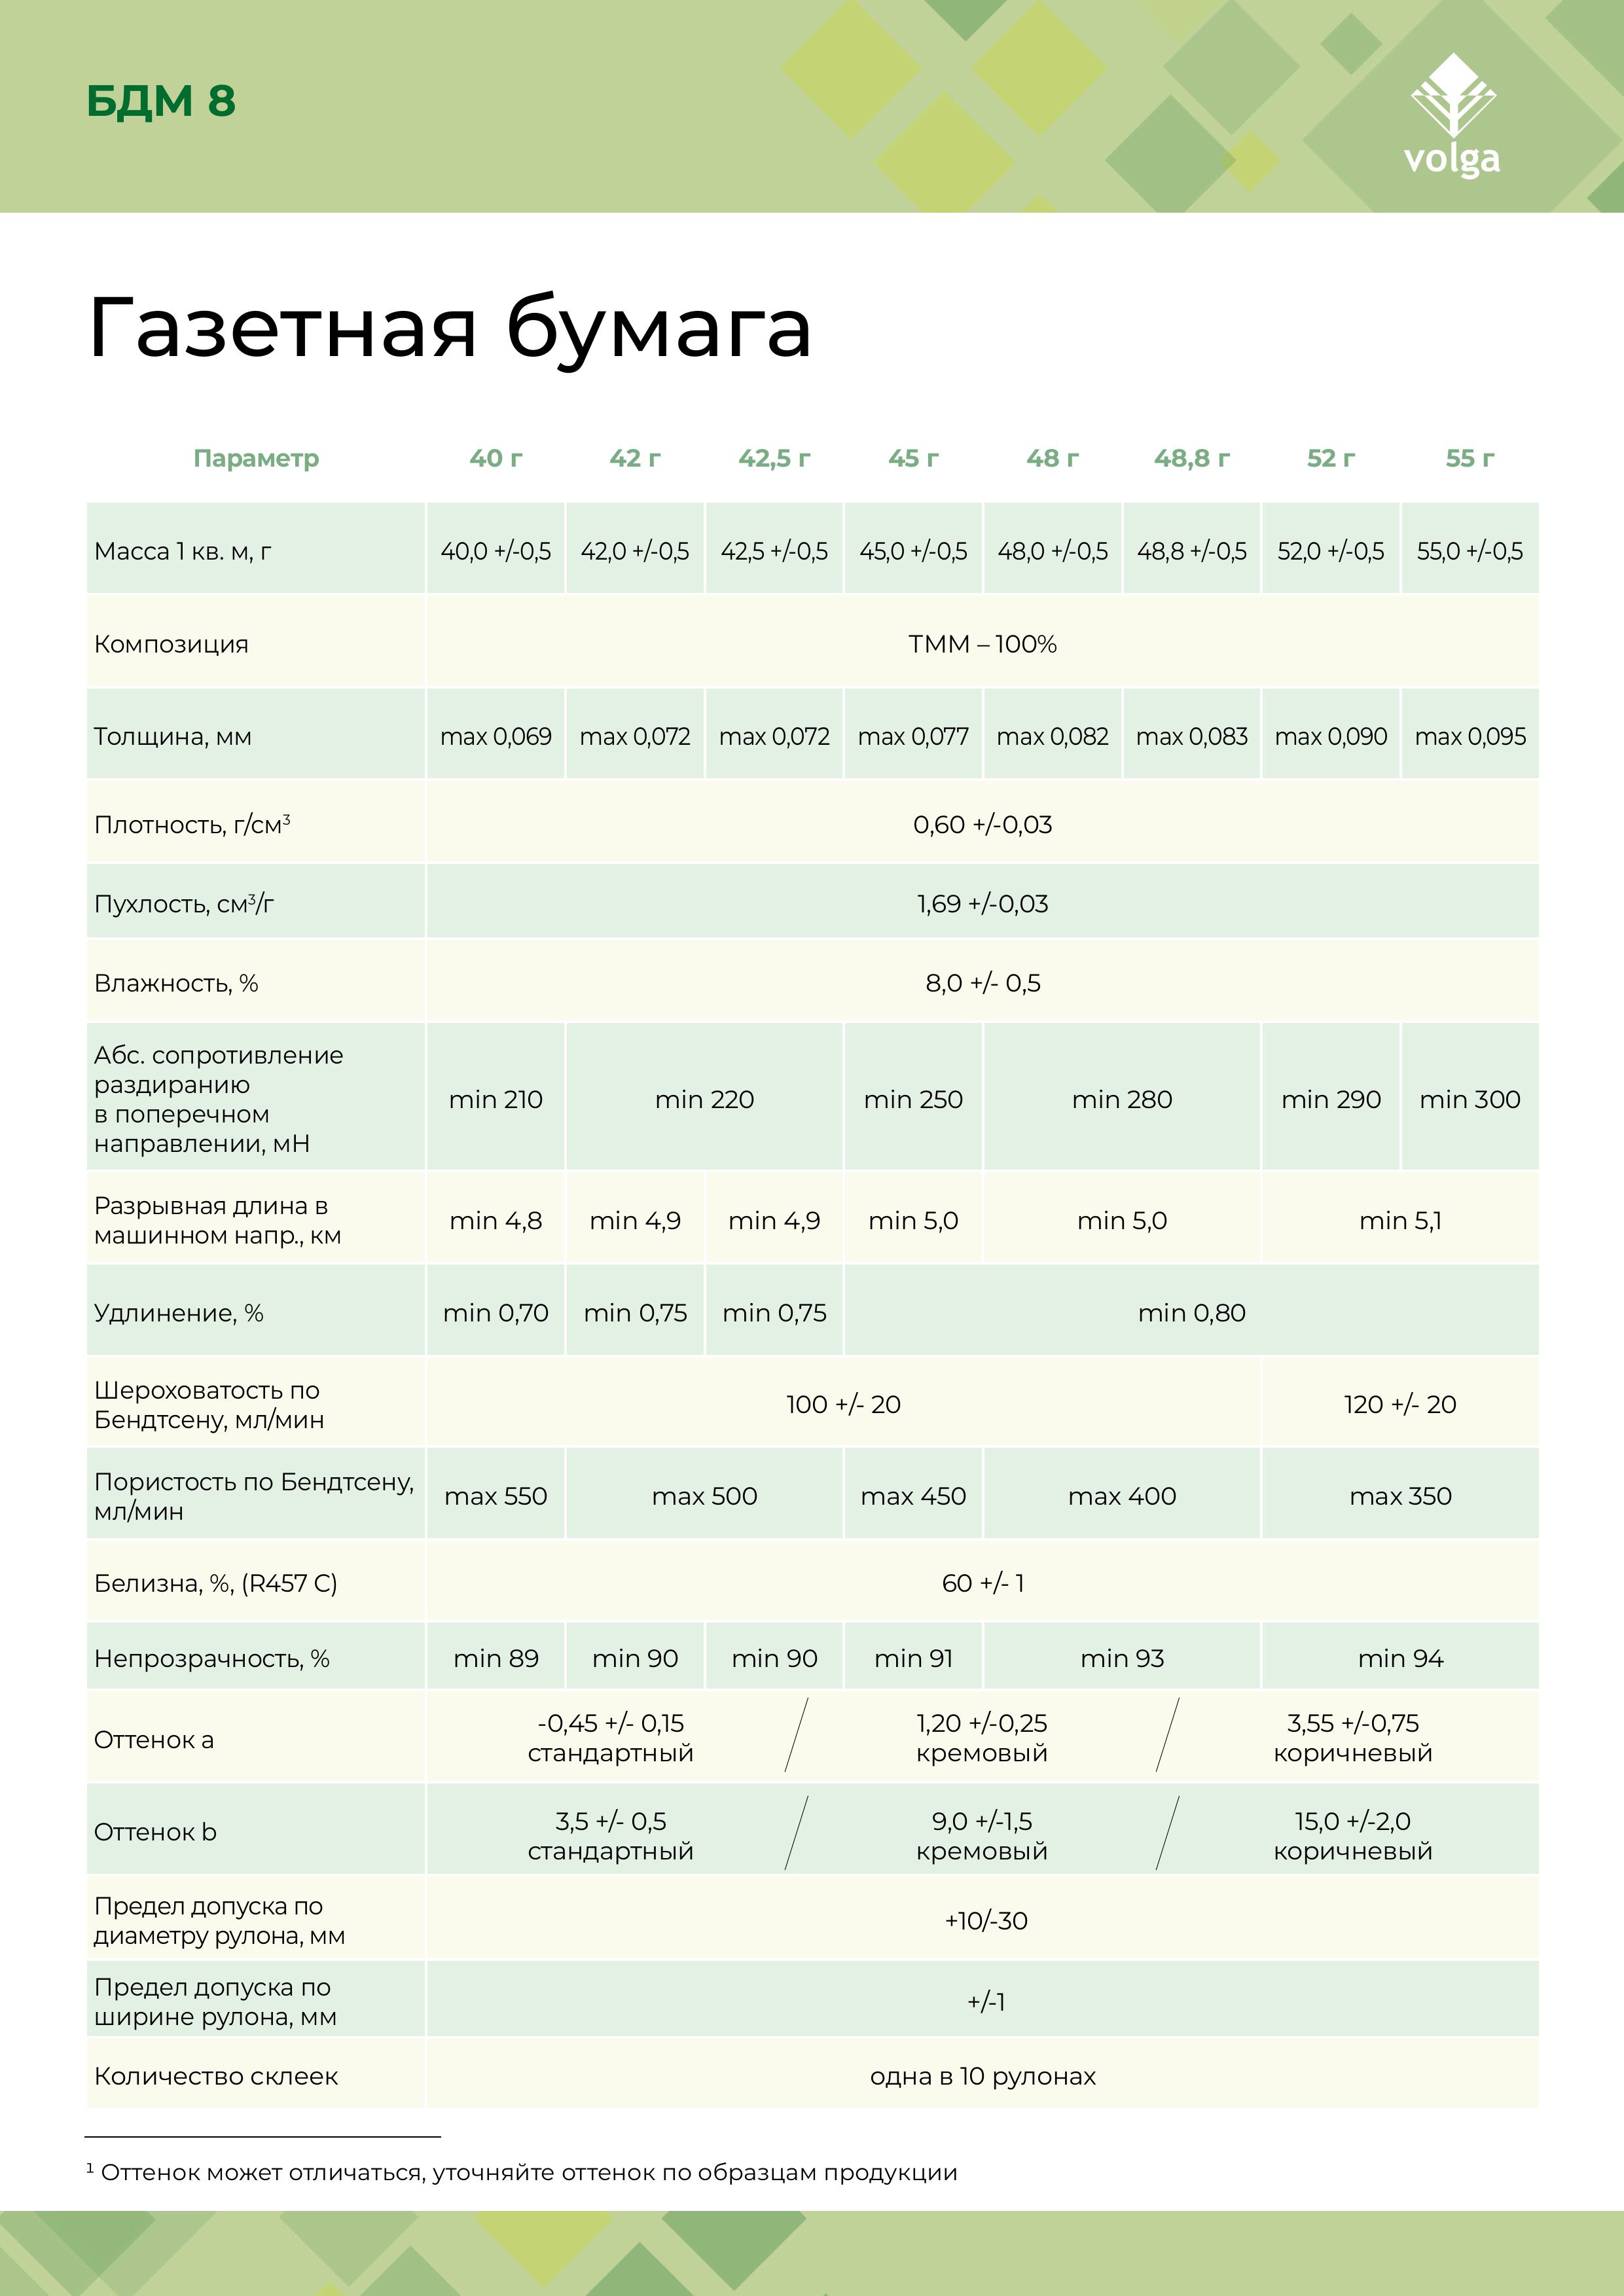 БДМ 8
volga
Газетная бумага
Параметр 40 г 42 г 42,5 г 45 г 48 г 48,8 г 52 г 55 г
Масса 1 кв. м, г 40,0 +/-0,5 42,0 +/-0,5 42,5 +/-0,5 45,0 +/-0,5 48,0 +/-0,5 48,8 +/-0,5 52,0 +/-0,5 55,0 +/-0,5
Композиция ТММ – 100%
Толщина, мм max 0,069 max 0,072 max 0,072 max 0,077 max 0,082 max 0,083 max 0,090 max 0,095
Плотность, г/см³ 0,60 +/-0,03
Пухлость, см³/г 1,69 +/-0,03
Влажность, % 8,0 +/- 0,5
Абс. сопротивление
раздиранию
в поперечном
направлении, мН
min 210 min 220 min 250 min 280 min 290 min 300
Разрывная длина в
машинном напр., км
min 4,8 min 4,9 min 4,9 min 5,0 min 5,0 min 5,1
Удлинение, % min 0,70 min 0,75 min 0,75 min 0,80
Шероховатость по
Бендтсену, мл/мин
100 +/- 20 120 +/- 20
Пористость по Бендтсену,
мл/мин
max 550 max 500 max 450 max 400 max 350
Белизна, %, (R457 C) 60 +/- 1
Непрозрачность, % min 89 min 90 min 90 min 91 min 93 min 94
Оттенок a
-0,45 +/- 0,15 / 1,20 +/-0,25 / 3,55 +/-0,75
стандартный кремовый коричневый
Оттенок b
3,5 +/- 0,5 / 9,0 +/-1,5 / 15,0 +/-2,0
стандартный кремовый коричневый
Предел допуска по
диаметру рулона, мм
+10/-30
Предел допуска по
ширине рулона, мм
+/-1
Количество склеек одна в 10 рулонах
¹ Оттенок может отличаться, уточняйте оттенок по образцам продукции